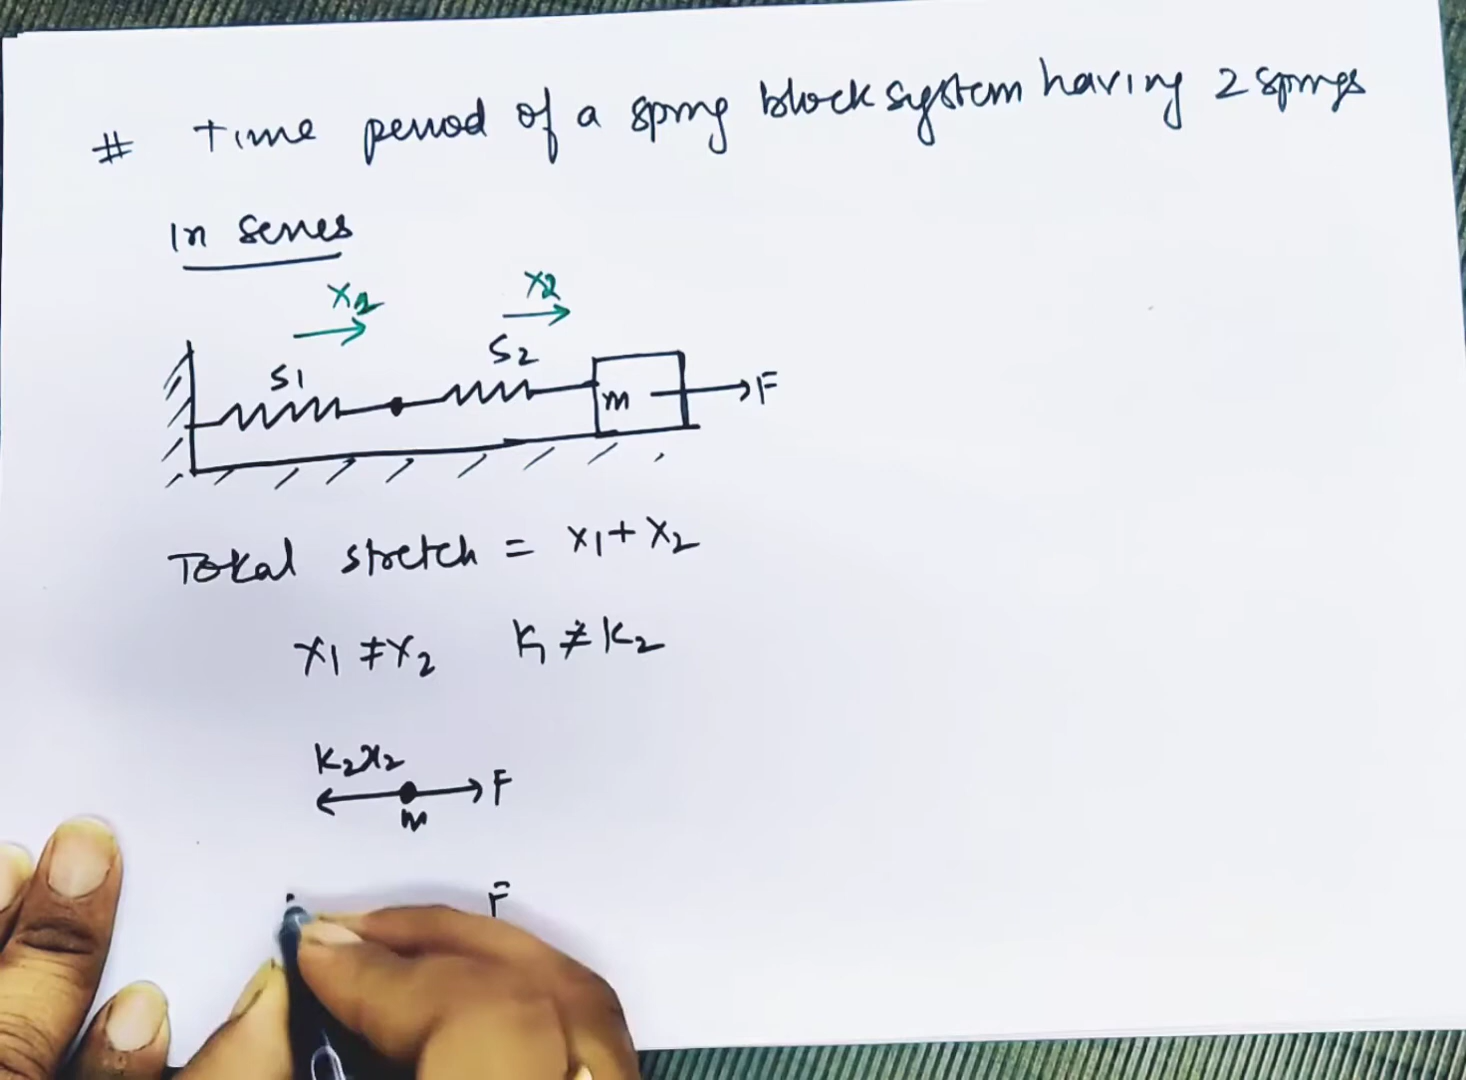 # Time period of a spring block system having 2 springs
In series
x2 x2
S1 S2
m F
Total stretch = x1 + x2
x1 ≠ x2 K1 ≠ K2
K2x2
F
m
F